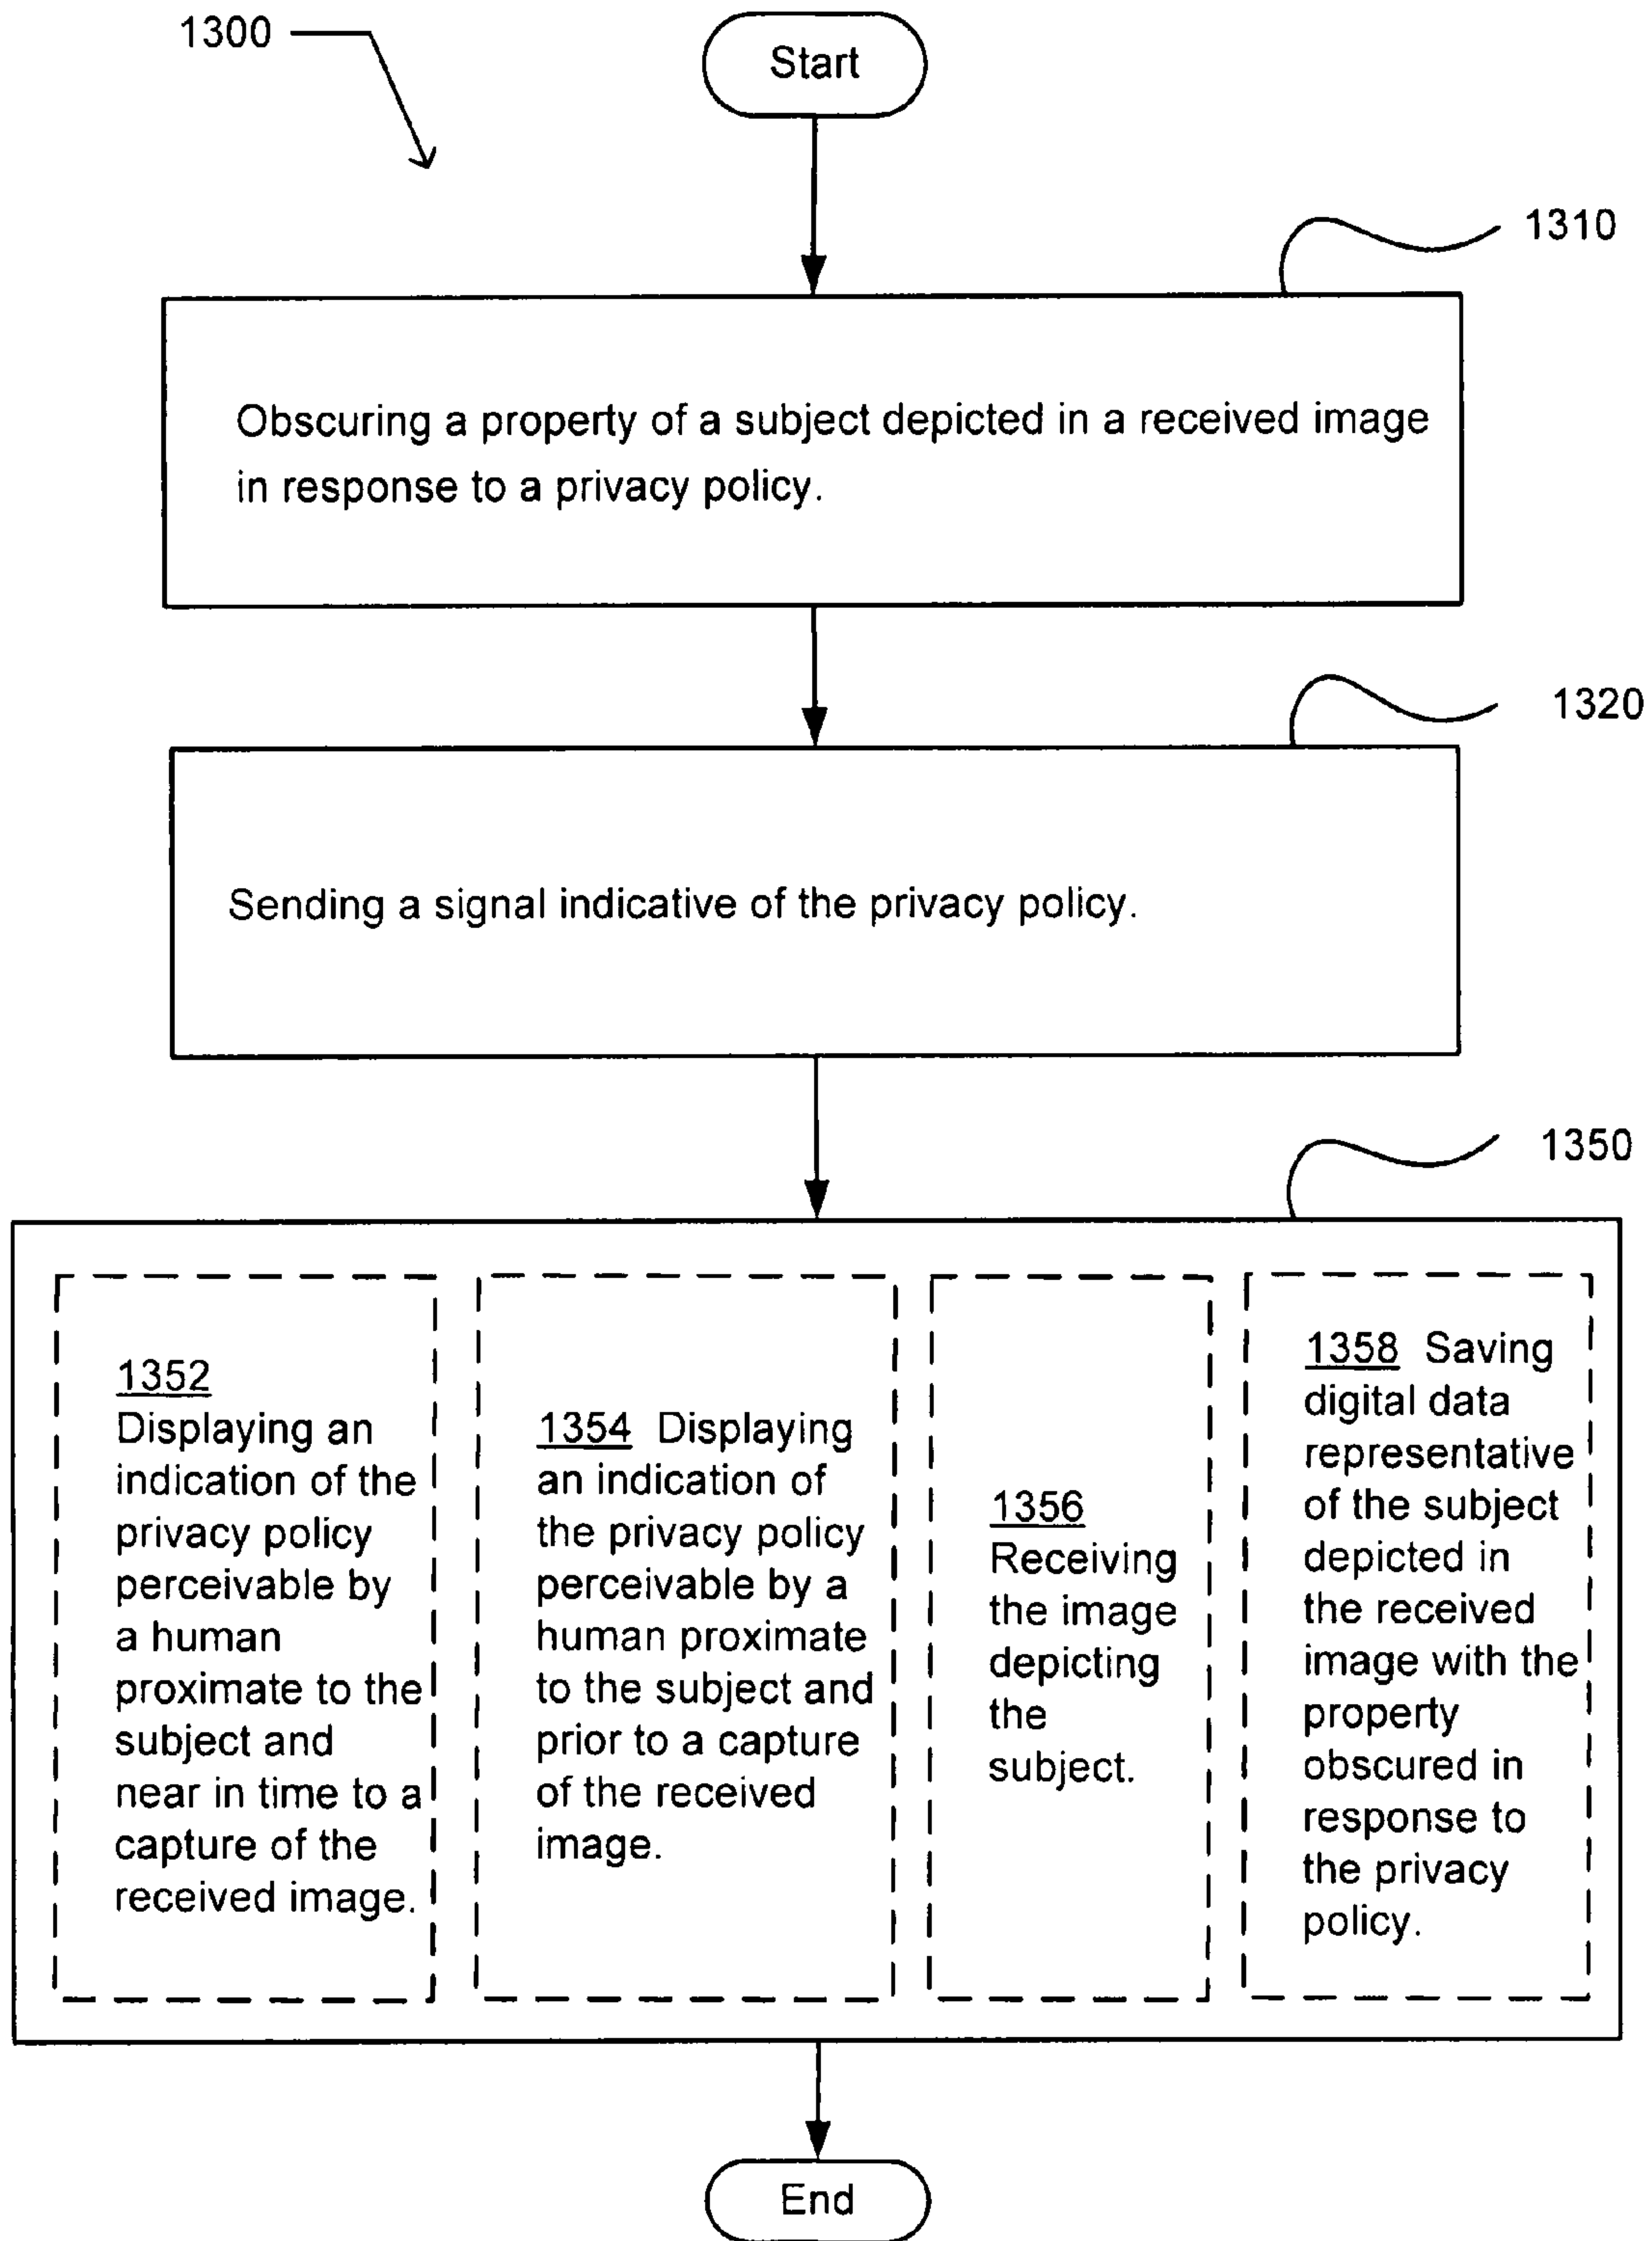 1300
Start
1310
Obscuring a property of a subject depicted in a received image
in response to a privacy policy.
1320
Sending a signal indicative of the privacy policy.
1350
1352
Displaying an
indication of the
privacy policy
perceivable by
a human
proximate to the
subject and
near in time to a
capture of the
received image.
1354 Displaying
an indication of
the privacy policy
perceivable by a
human proximate
to the subject and
prior to a capture
of the received
image.
1356
Receiving
the image
depicting
the
subject.
1358 Saving
digital data
representative
of the subject
depicted in
the received
image with the
property
obscured in
response to
the privacy
policy.
End